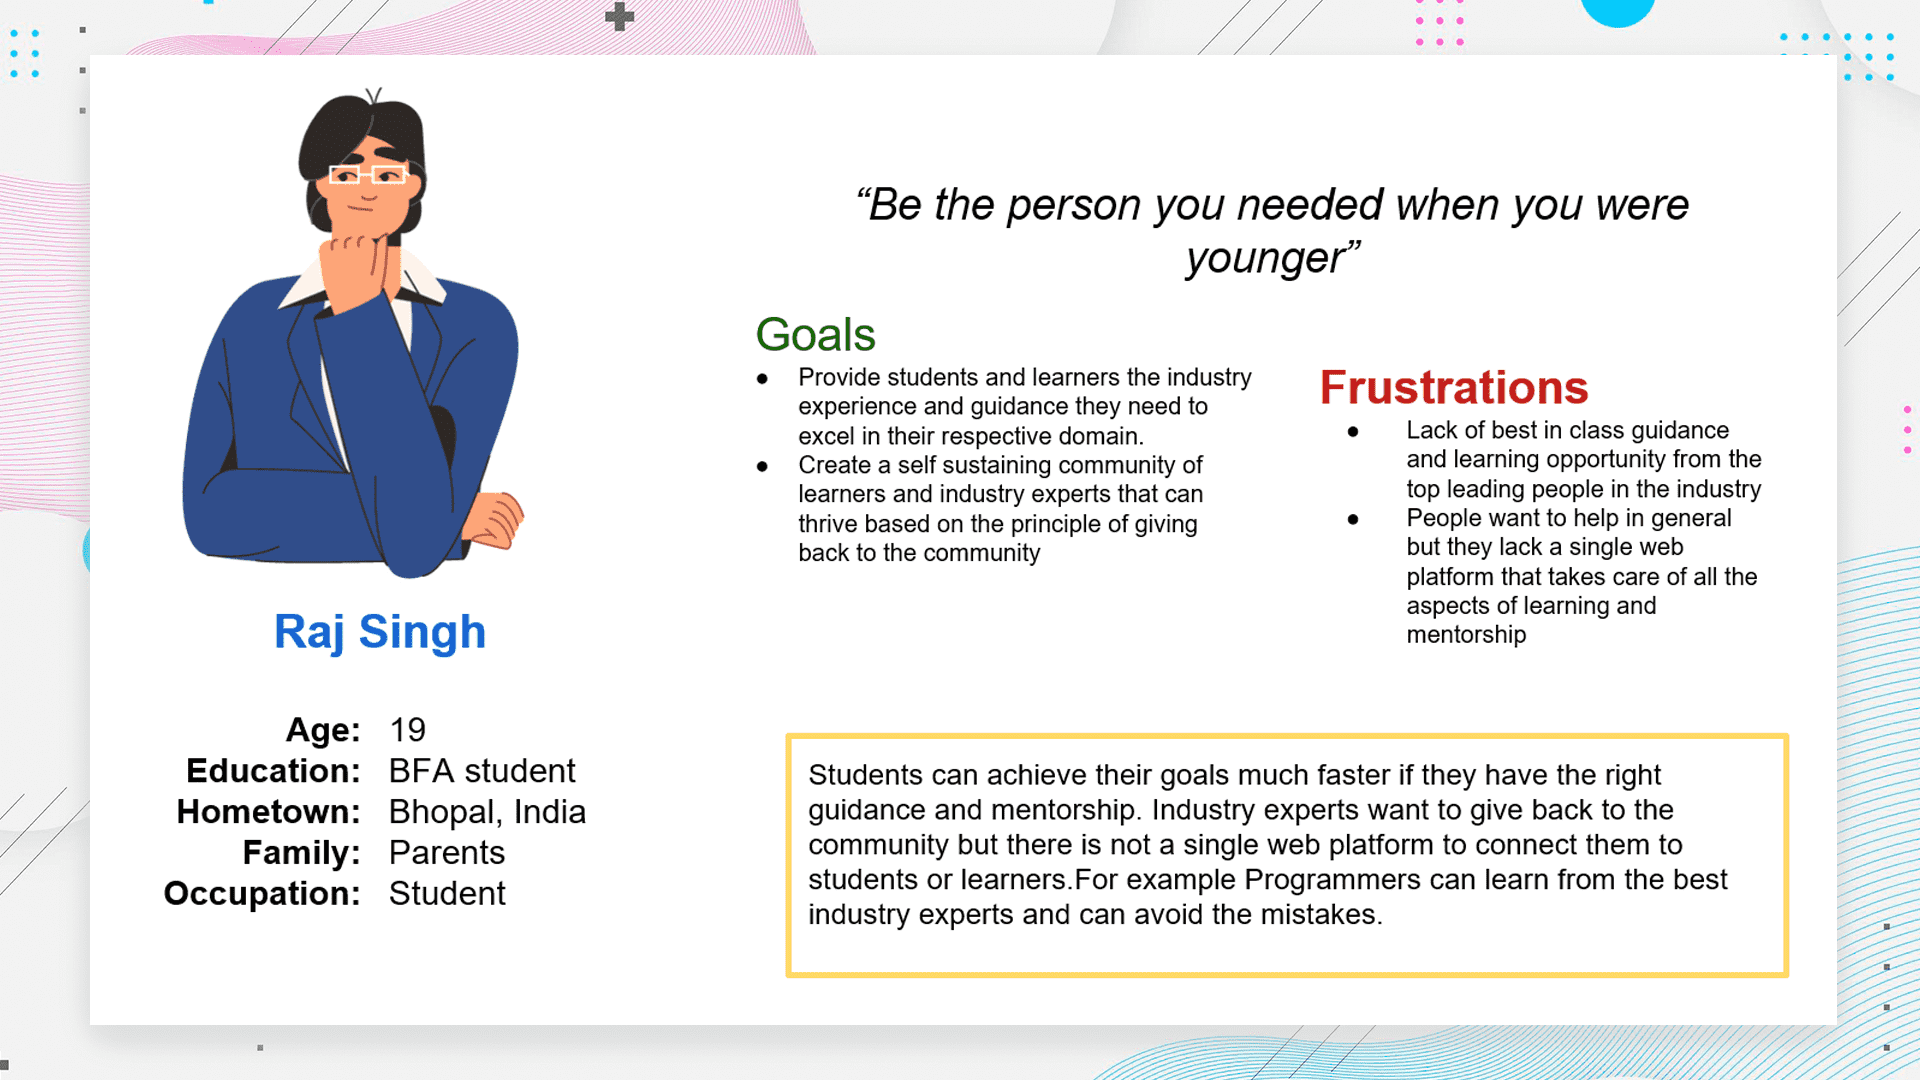 Raj Singh
Age: 19
Education: BFA student
Hometown: Bhopal, India
Family: Parents
Occupation: Student
“Be the person you needed when you were
younger”
Goals
● Provide students and learners the industry
experience and guidance they need to
excel in their respective domain.
● Create a self sustaining community of
learners and industry experts that can
thrive based on the principle of giving
back to the community
Frustrations
● Lack of best in class guidance
and learning opportunity from the
top leading people in the industry
● People want to help in general
but they lack a single web
platform that takes care of all the
aspects of learning and
mentorship
Students can achieve their goals much faster if they have the right
guidance and mentorship. Industry experts want to give back to the
community but there is not a single web platform to connect them to
students or learners.For example Programmers can learn from the best
industry experts and can avoid the mistakes.